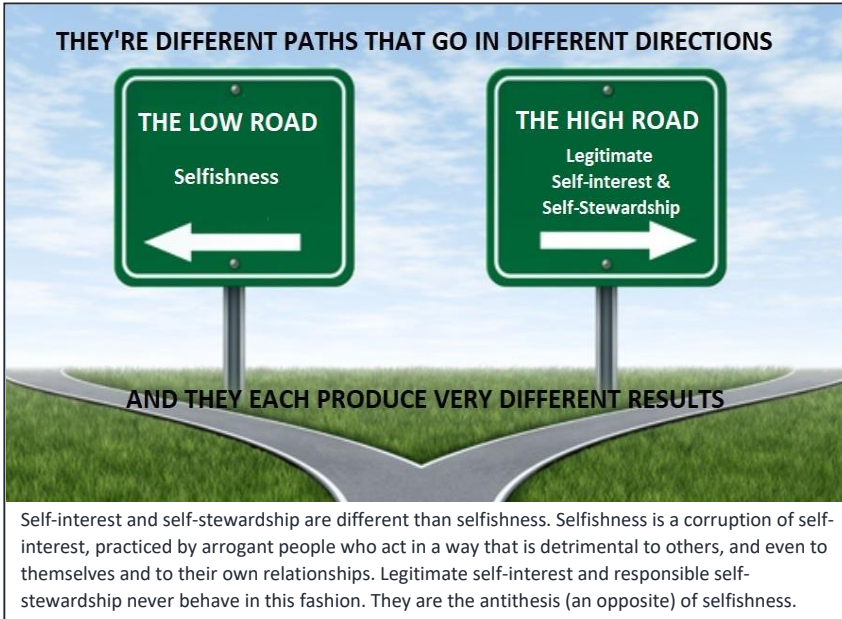 THEY'RE DIFFERENT PATHS THAT GO IN DIFFERENT DIRECTIONS
THE LOW ROAD
Selfishness
THE HIGH ROAD
Legitimate
Self-interest &
Self-Stewardship
AND THEY EACH PRODUCE VERY DIFFERENT RESULTS
Self-interest and self-stewardship are different than selfishness. Selfishness is a corruption of self-
interest, practiced by arrogant people who act in a way that is detrimental to others, and even to
themselves and to their own relationships. Legitimate self-interest and responsible self-
stewardship never behave in this fashion. They are the antithesis (an opposite) of selfishness.